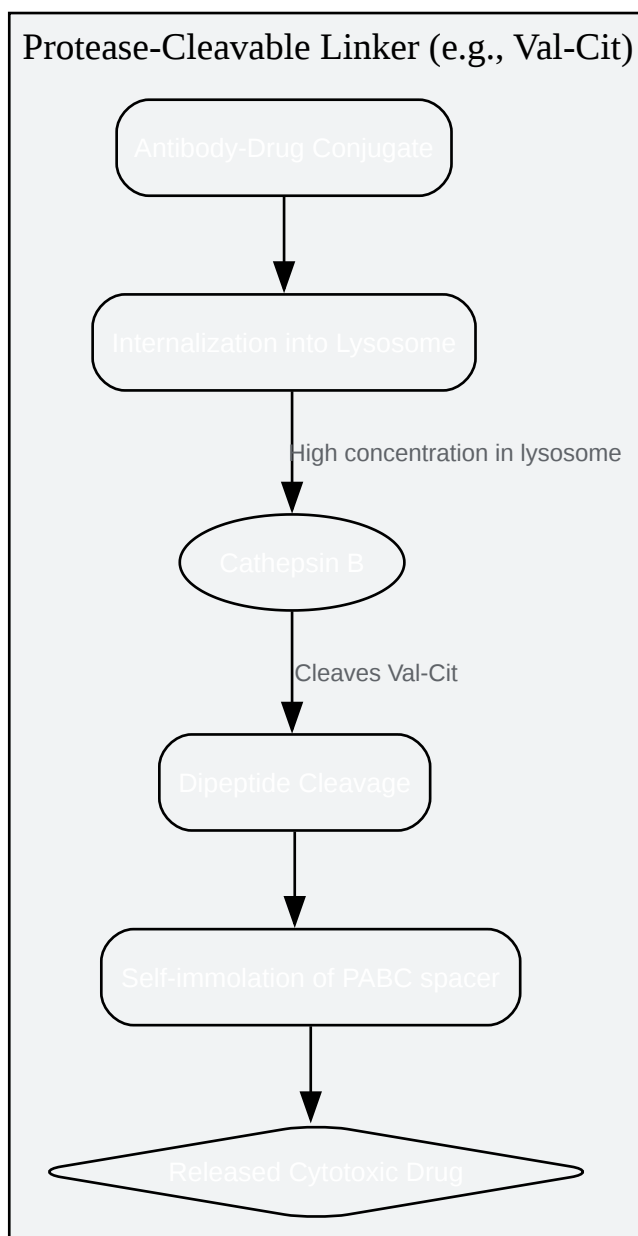 Protease-Cleavable Linker (e.g., Val-Cit)
Antibody-Drug Conjugate
Internalization into Lysosome
High concentration in lysosome
Cathepsin B
Cleaves Val-Cit
Dipeptide Cleavage
Self-immolation of PABC spacer
Released Cytotoxic Drug